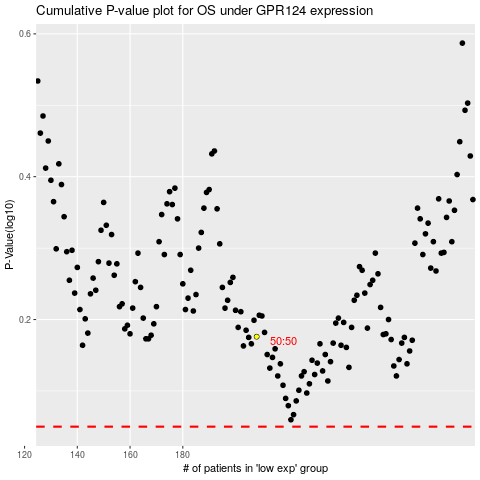 Cumulative P-value plot for OS under GPR124 expression
0.6
0.4
0.2
P-Value(log10)
50:50
120 140 160 180
# of patients in 'low exp' group